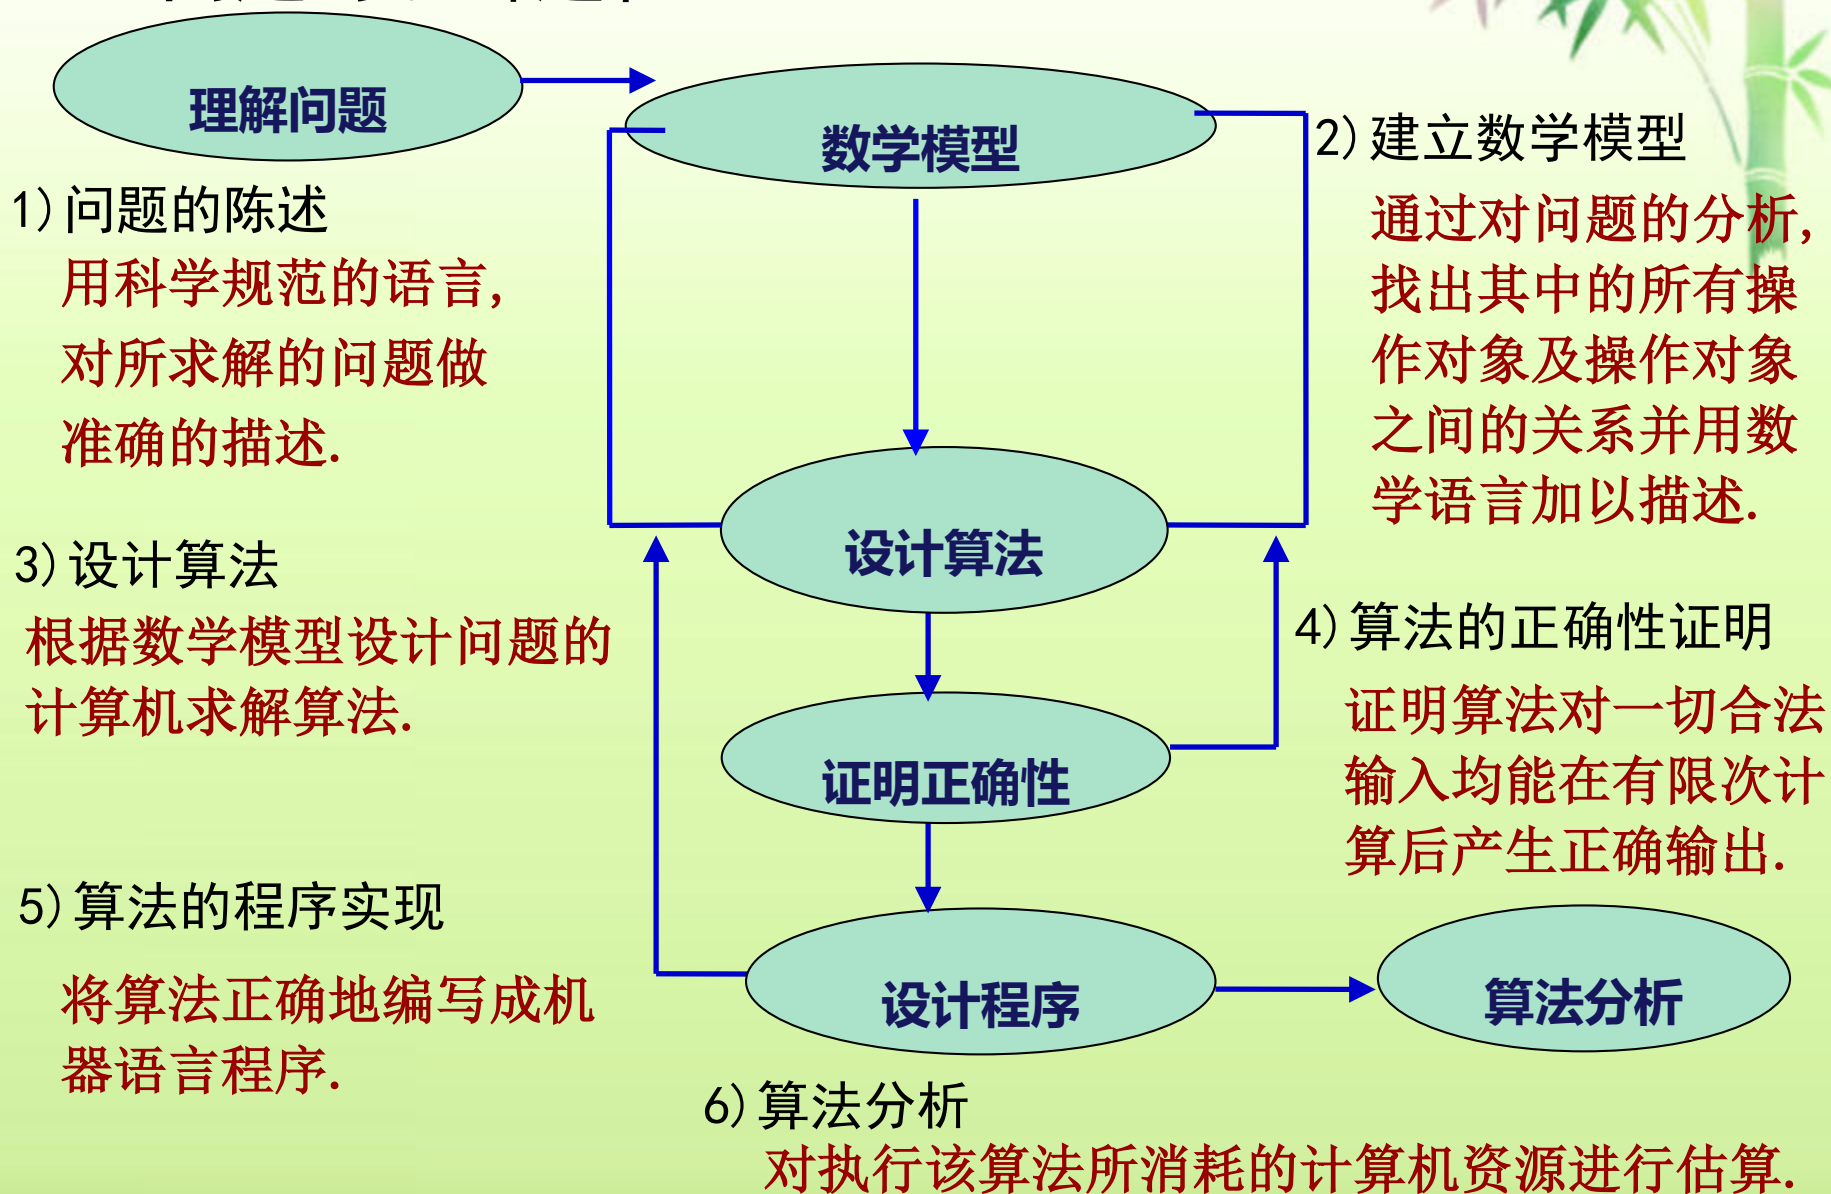 理解问题
数学模型
1)问题的陈述
用科学规范的语言,
对所求解的问题做
准确的描述.
2)建立数学模型
通过对问题的分析,
找出其中的所有操
作对象及操作对象
之间的关系并用数
学语言加以描述.
设计算法
3)设计算法
根据数学模型设计问题的
计算机求解算法.
证明正确性
4)算法的正确性证明
证明算法对一切合法
输入均能在有限次计
算后产生正确输出.
5)算法的程序实现
将算法正确地编写成机
器语言程序.
设计程序
算法分析
6)算法分析
对执行该算法所消耗的计算机资源进行估算.